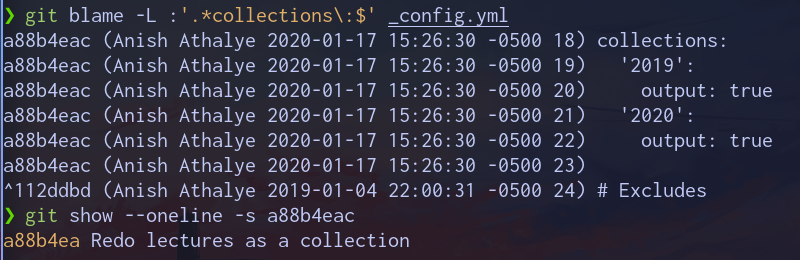 ❯ git blame -L :'.*collections\:$' _config.yml
a88b4eac (Anish Athalye 2020-01-17 15:26:30 -0500 18) collections:
a88b4eac (Anish Athalye 2020-01-17 15:26:30 -0500 19)   '2019':
a88b4eac (Anish Athalye 2020-01-17 15:26:30 -0500 20)     output: true
a88b4eac (Anish Athalye 2020-01-17 15:26:30 -0500 21)   '2020':
a88b4eac (Anish Athalye 2020-01-17 15:26:30 -0500 22)     output: true
a88b4eac (Anish Athalye 2020-01-17 15:26:30 -0500 23)
^112ddbd (Anish Athalye 2019-01-04 22:00:31 -0500 24) # Excludes
❯ git show --oneline -s a88b4eac
a88b4ea Redo lectures as a collection